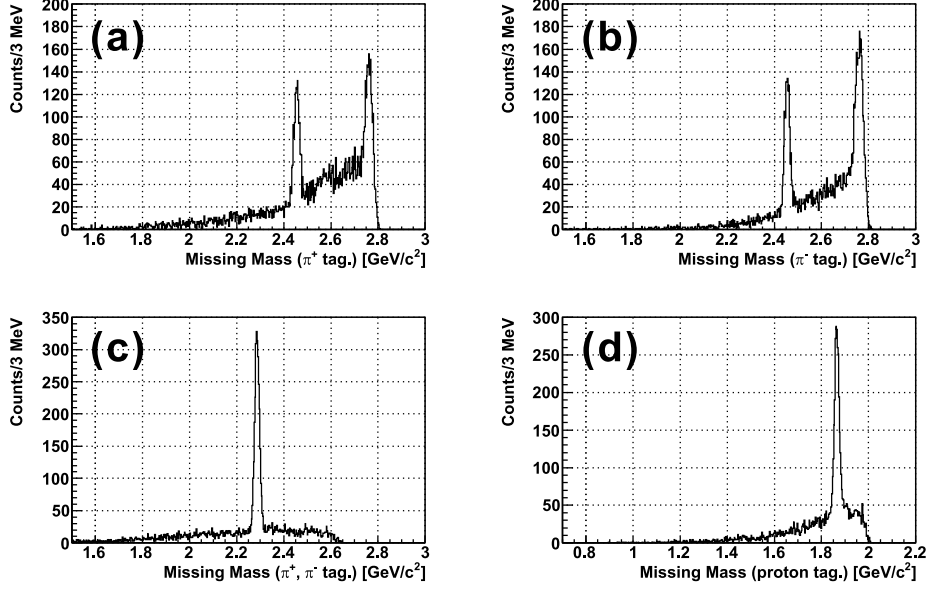 (a)
Counts/3 MeV
200
180
160
140
120
100
80
60
40
20
0
1.6 1.8 2 2.2 2.4 2.6 2.8 3
Missing Mass (π⁺ tag.) [GeV/c²]
(b)
Counts/3 MeV
200
180
160
140
120
100
80
60
40
20
0
1.6 1.8 2 2.2 2.4 2.6 2.8 3
Missing Mass (π⁻ tag.) [GeV/c²]
(c)
Counts/3 MeV
350
300
250
200
150
100
50
0
1.6 1.8 2 2.2 2.4 2.6 2.8 3
Missing Mass (π⁺, π⁻ tag.) [GeV/c²]
(d)
Counts/3 MeV
300
250
200
150
100
50
0
0.8 1 1.2 1.4 1.6 1.8 2 2.2
Missing Mass (proton tag.) [GeV/c²]